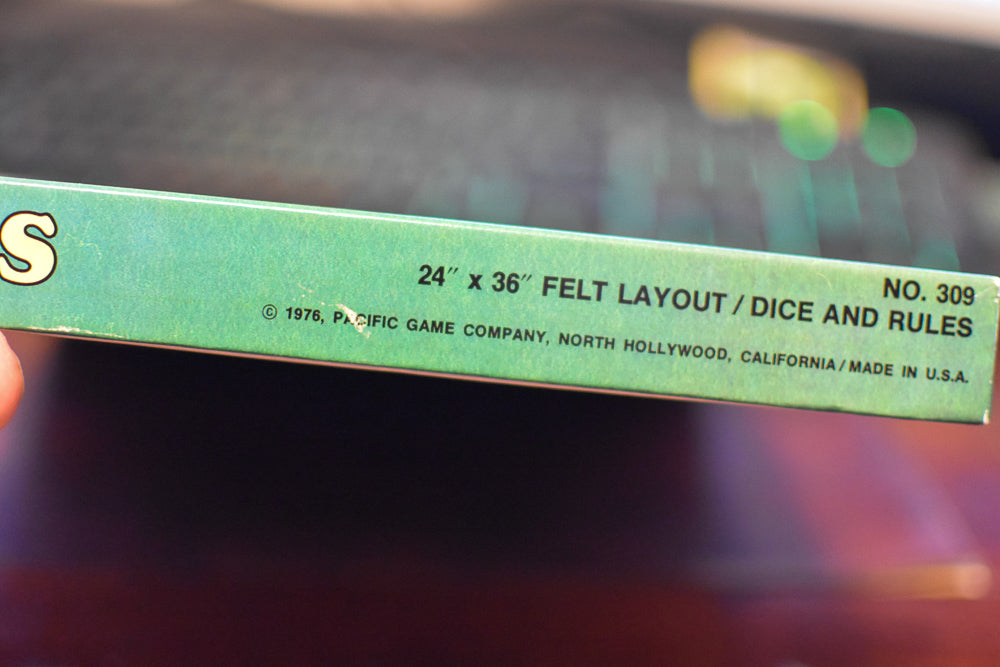 S
NO. 309
24" x 36" FELT LAYOUT / DICE AND RULES
© 1976, PACIFIC GAME COMPANY, NORTH HOLLYWOOD, CALIFORNIA / MADE IN U.S.A.